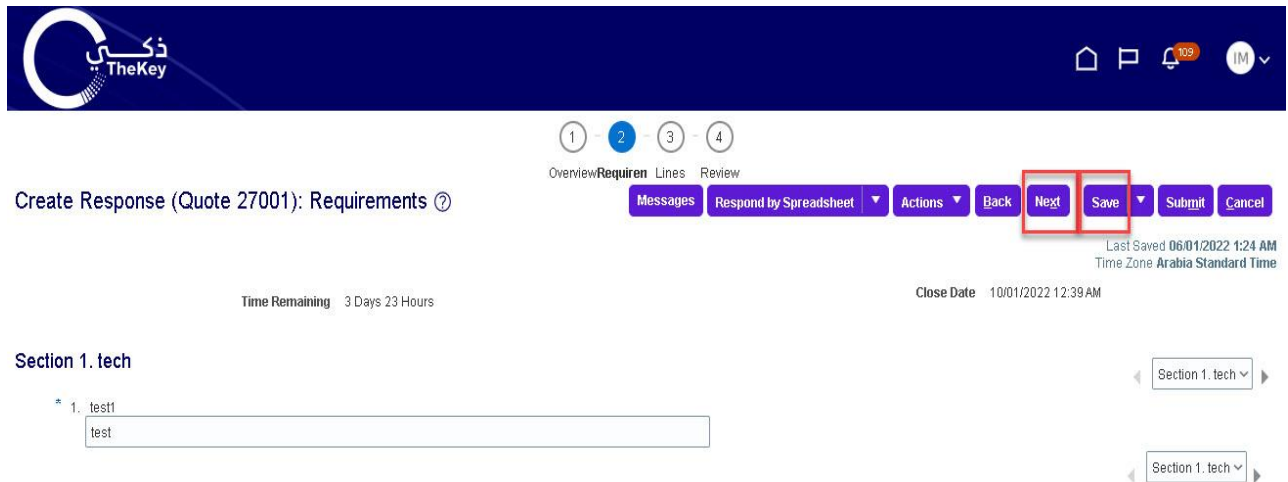 ذكي
TheKey
109
IM
1 2 3 4
Overview Requiren Lines Review
Create Response (Quote 27001): Requirements ?
Messages Respond by Spreadsheet Actions Back Next Save Submit Cancel
Last Saved 06/01/2022 1:24 AM
Time Zone Arabia Standard Time
Time Remaining 3 Days 23 Hours
Close Date 10/01/2022 12:39 AM
Section 1. tech
Section 1. tech
* 1. test1
test
Section 1. tech